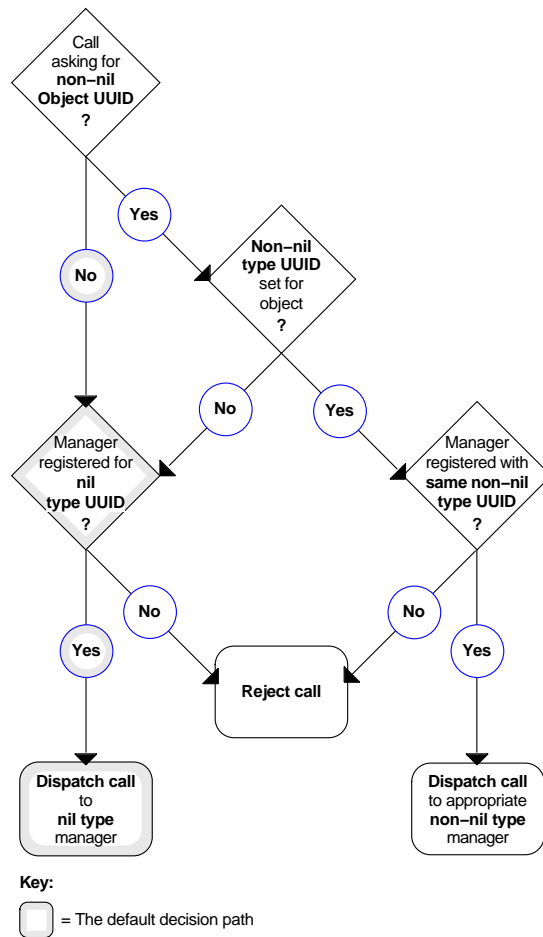 Call
asking for
non–nil
Object UUID
?
Yes
No
Non–nil
type UUID
set for
object
?
No
Yes
Manager
registered for
nil
type UUID
?
Manager
registered with
same non–nil
type UUID
?
No
No
Yes
Yes
Reject call
Dispatch call
to
nil type
manager
Dispatch call
to appropriate
non–nil type
manager
Key:
= The default decision path